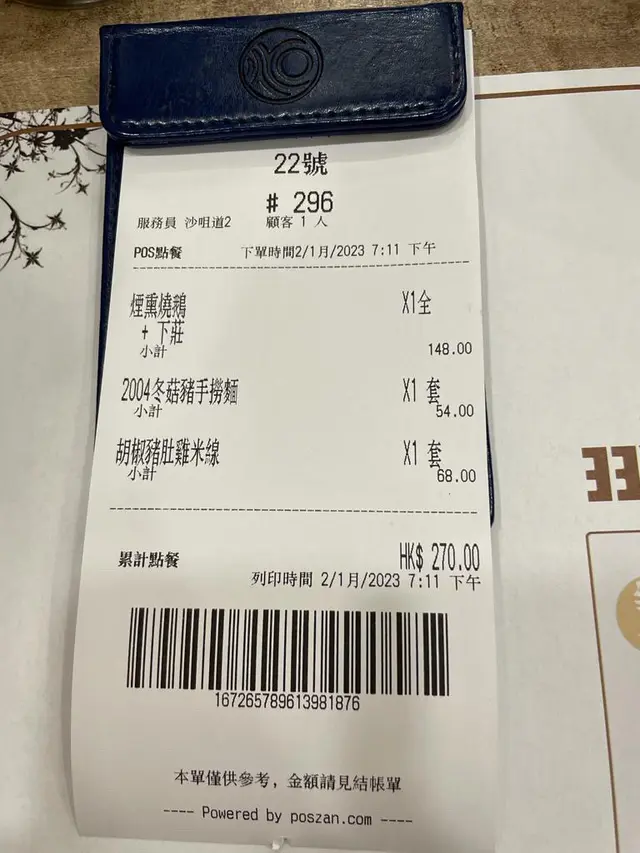 22號
# 296
服務員 沙咀道2 顧客 1 人
POS點餐 下單時間2/1月/2023 7:11 下午
煙熏燒鵝 X1全
+ 下莊
小計 148.00
2004冬菇豬手撈麵 X1 套
小計 54.00
胡椒豬肚雞米線 X1 套
小計 68.00
累計點餐 HK$ 270.00
列印時間 2/1月/2023 7:11 下午
167265789613981876
本單僅供參考, 金額請見結帳單
---- Powered by poszan.com ----